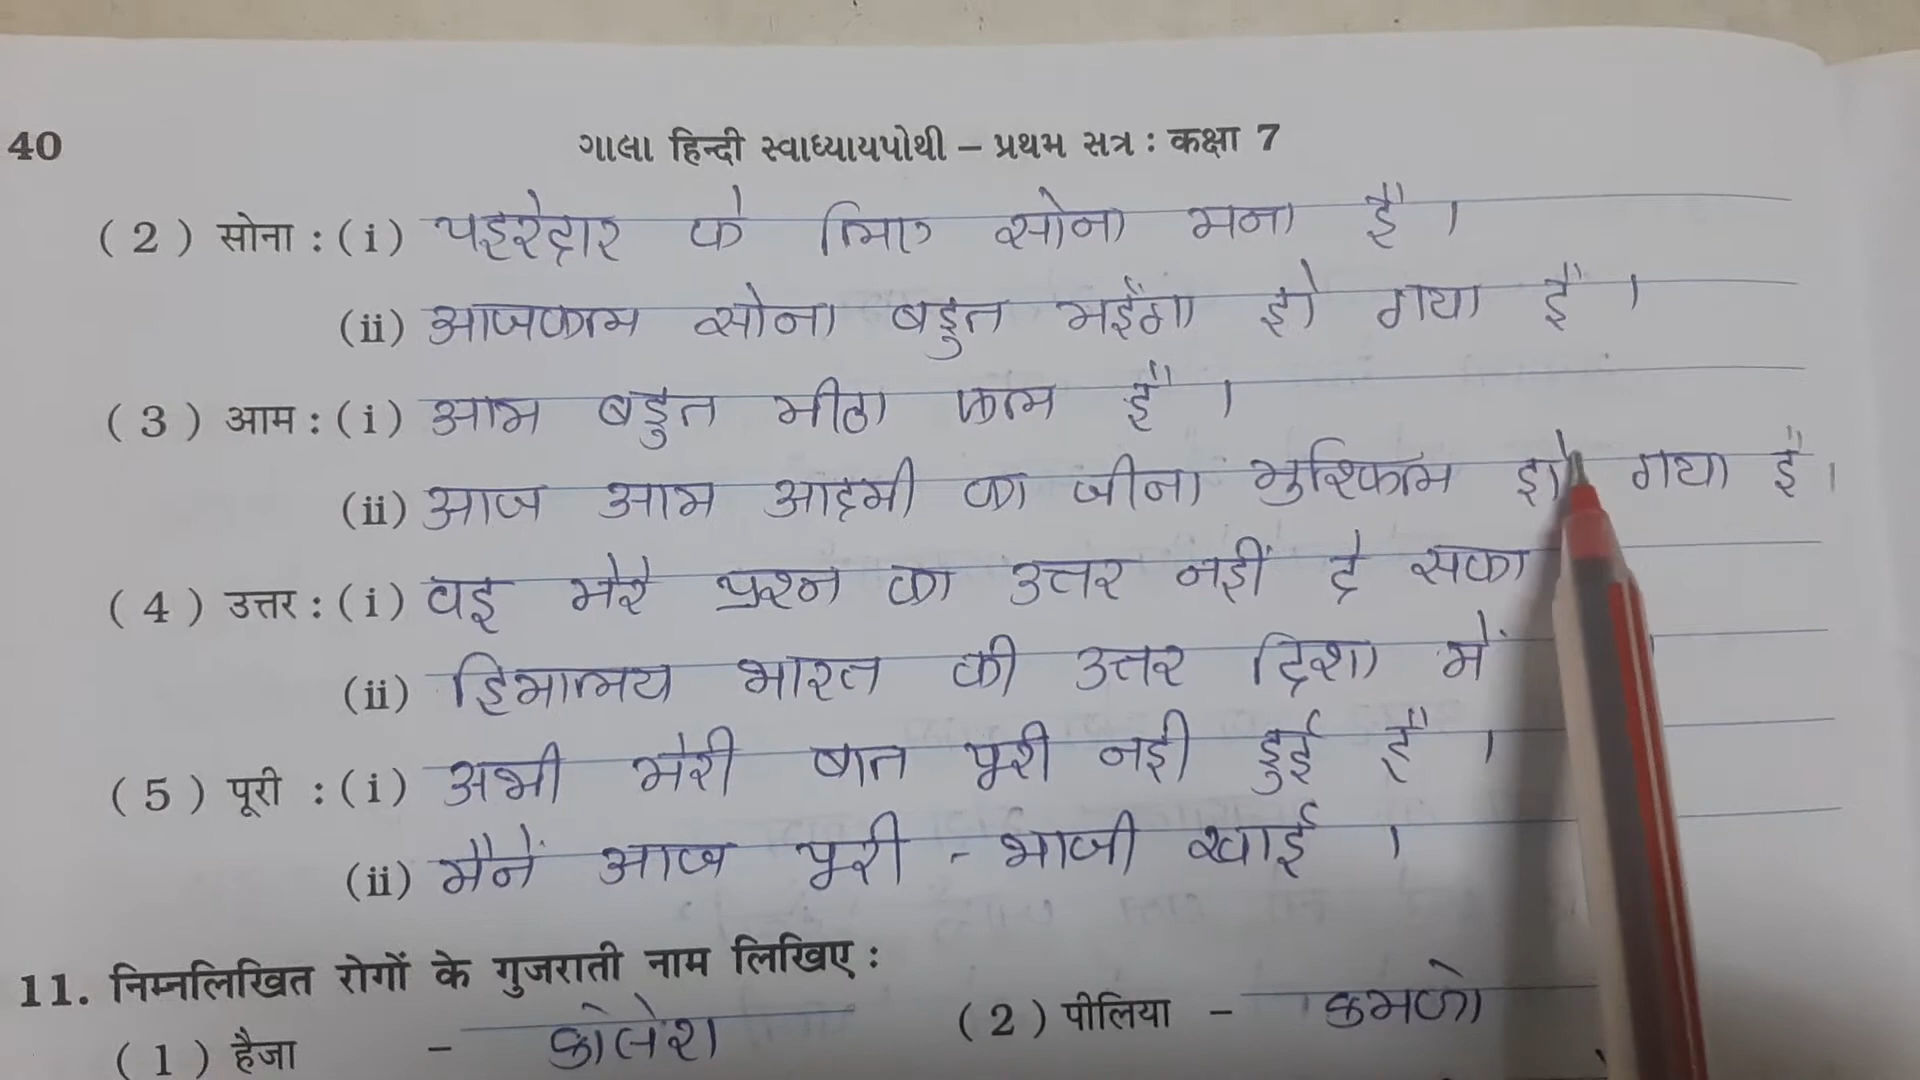 40 गाला हिन्दी स्वाध्यायपोथी – प्रथम सत्र : कक्षा 7
( 2 ) सोना : (i) पहरेदार के लिए सोना मना है ।
(ii) आजकल सोना बहुत महँगा हो गया है ।
( 3 ) आम : (i) आम बहुत मीठा फल है ।
(ii) आज आम आदमी का जीना मुश्किल हो गया है ।
( 4 ) उत्तर : (i) वह मेरे प्रश्न का उत्तर नहीं दे सका
(ii) हिमालय भारत की उत्तर दिशा में ।
( 5 ) पूरी : (i) अभी मेरी बात पूरी नही हुई है ।
(ii) मैनें आज पूरी - भाजी खाई ।
11. निम्नलिखित रोगों के गुजराती नाम लिखिए :
( 1 ) हैजा – કોલેરા ( 2 ) पीलिया – કમળો